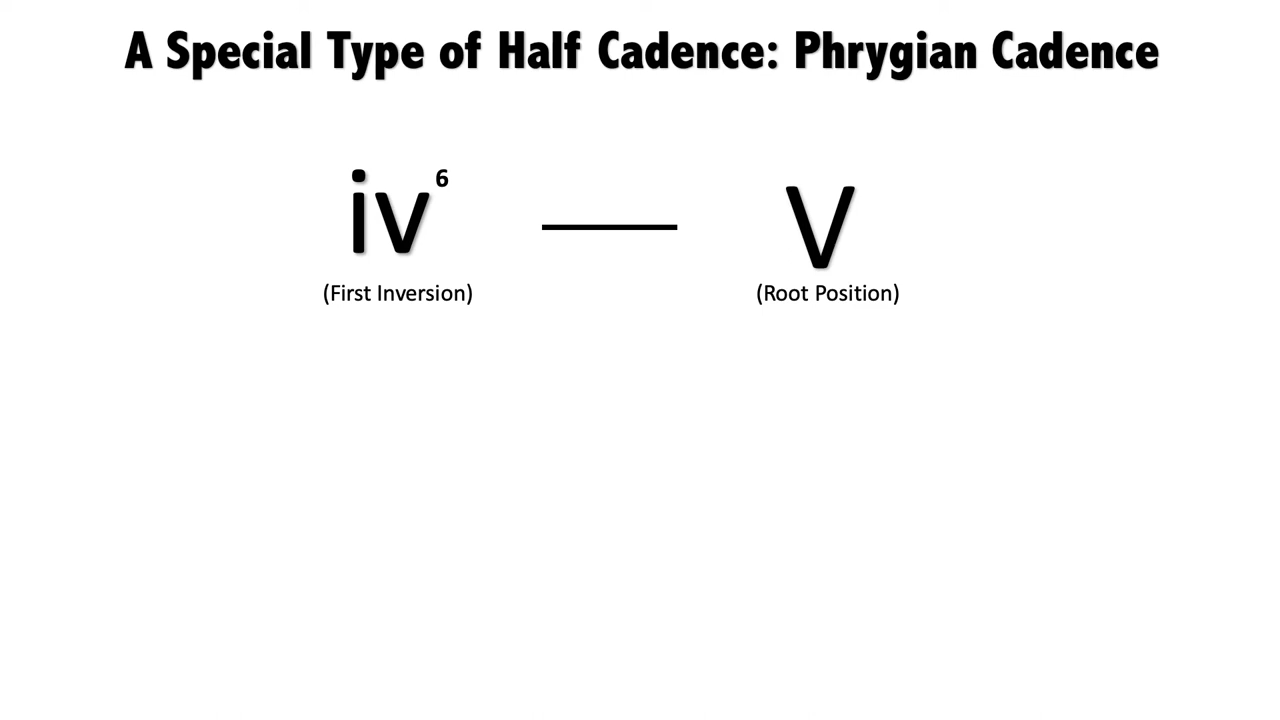 A Special Type of Half Cadence: Phrygian Cadence
iv⁶ — V
(First Inversion) (Root Position)